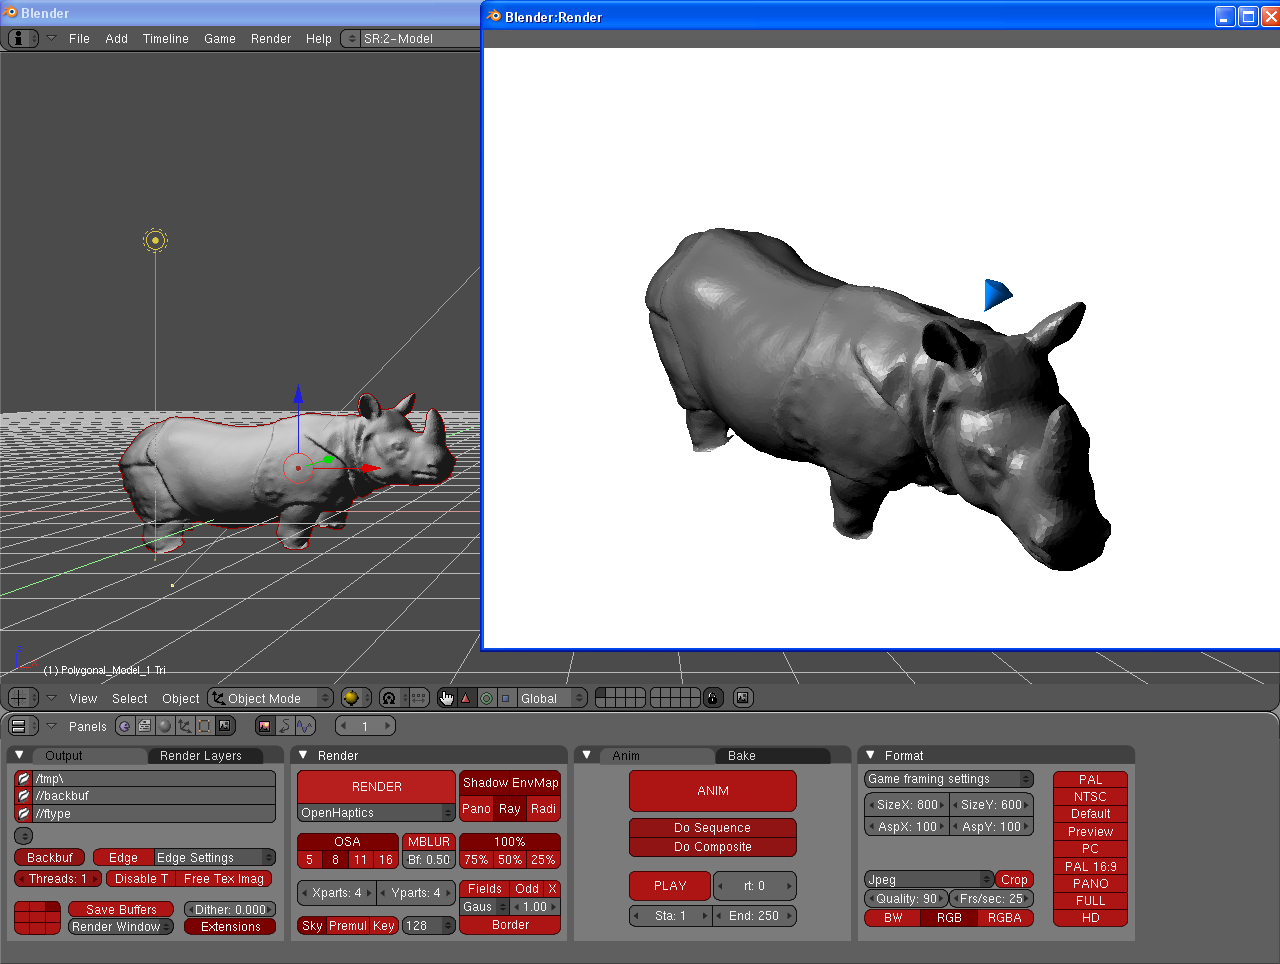 Blender
Blender:Render
File Add Timeline Game Render Help SR:2-Model
(1) Polygonal_Model_1 Tri
View Select Object Object Mode Global
Panels 1
Output Render Layers
/tmp\
//backbuf
//ftype
Backbuf Edge Edge Settings
Threads: 1 Disable T Free Tex Imag
Save Buffers Dither: 0.000
Render Window Extensions
Render
RENDER
OpenHaptics
Shadow EnvMap
Pano Ray Radi
OSA MBLUR 100%
5 8 11 16 Bf: 0.50 75% 50% 25%
Xparts: 4 Yparts: 4
Fields Odd X
Gaus 1.00
Sky Premul Key 128 Border
Anim Bake
ANIM
Do Sequence
Do Composite
PLAY rt: 0
Sta: 1 End: 250
Format
Game framing settings
SizeX: 800 SizeY: 600
AspX: 100 AspY: 100
Jpeg Crop
Quality: 90 Frs/sec: 25
BW RGB RGBA
PAL
NTSC
Default
Preview
PC
PAL 16:9
PANO
FULL
HD